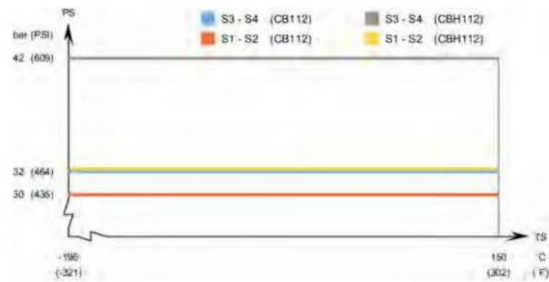 PS
bar (PSI)
S3 - S4 (CB112)
S3 - S4 (CBH112)
S1 - S2 (CB112)
S1 - S2 (CBH112)
42 (609)
32 (464)
30 (435)
TS
-196
150
C
(-321)
(302)
(F)